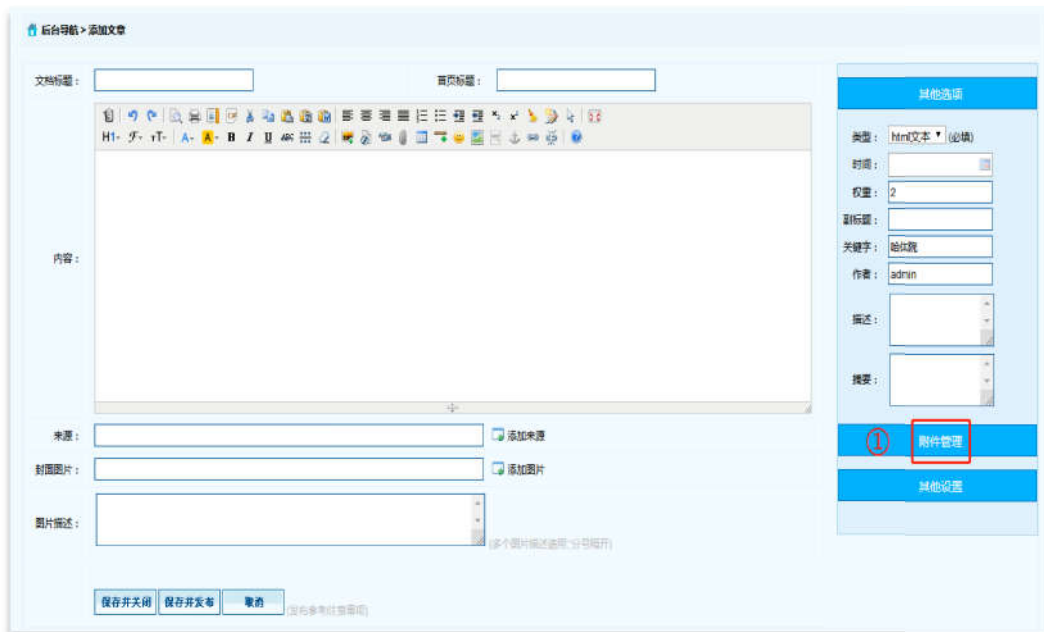 后台导航>添加文章
文档标题：
首页标题：
H1- F- тT- A- A- B I U ABC
内容：
来源：
添加来源
封面图片：
添加图片
图片描述：
(多个图片描述请用;分号隔开)
保存并关闭 保存并发布 取消
其他选项
类型： html文本 (必填)
时间：
权重： 2
副标题：
关键字： 哈体院
作者： admin
描述：
摘要：
① 附件管理
其他设置